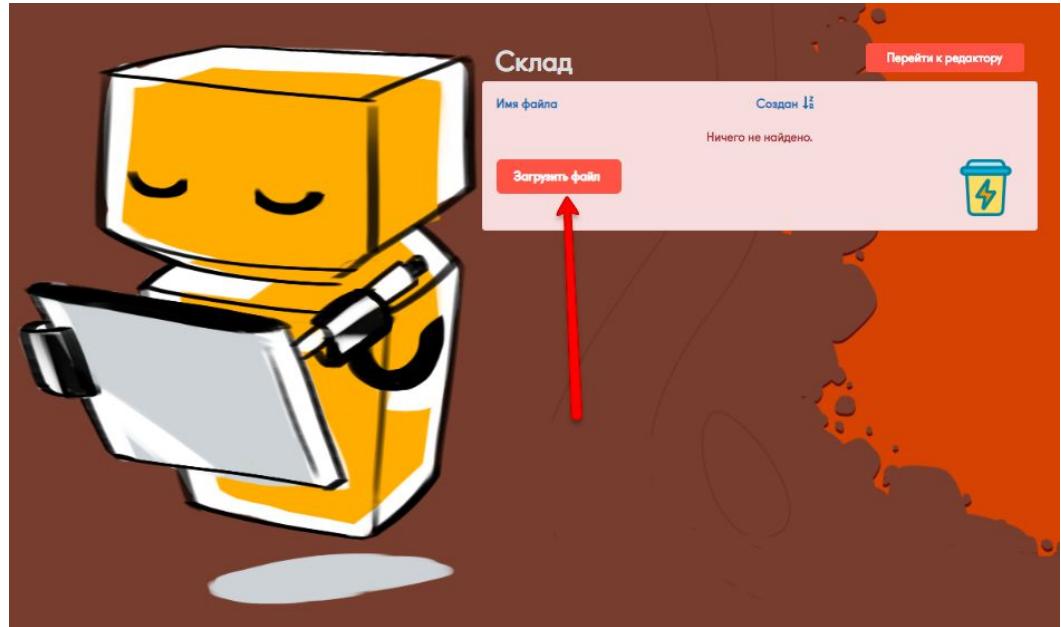 Склад
Перейти к редактору
Имя файла
Создан
Ничего не найдено.
Загрузить файл